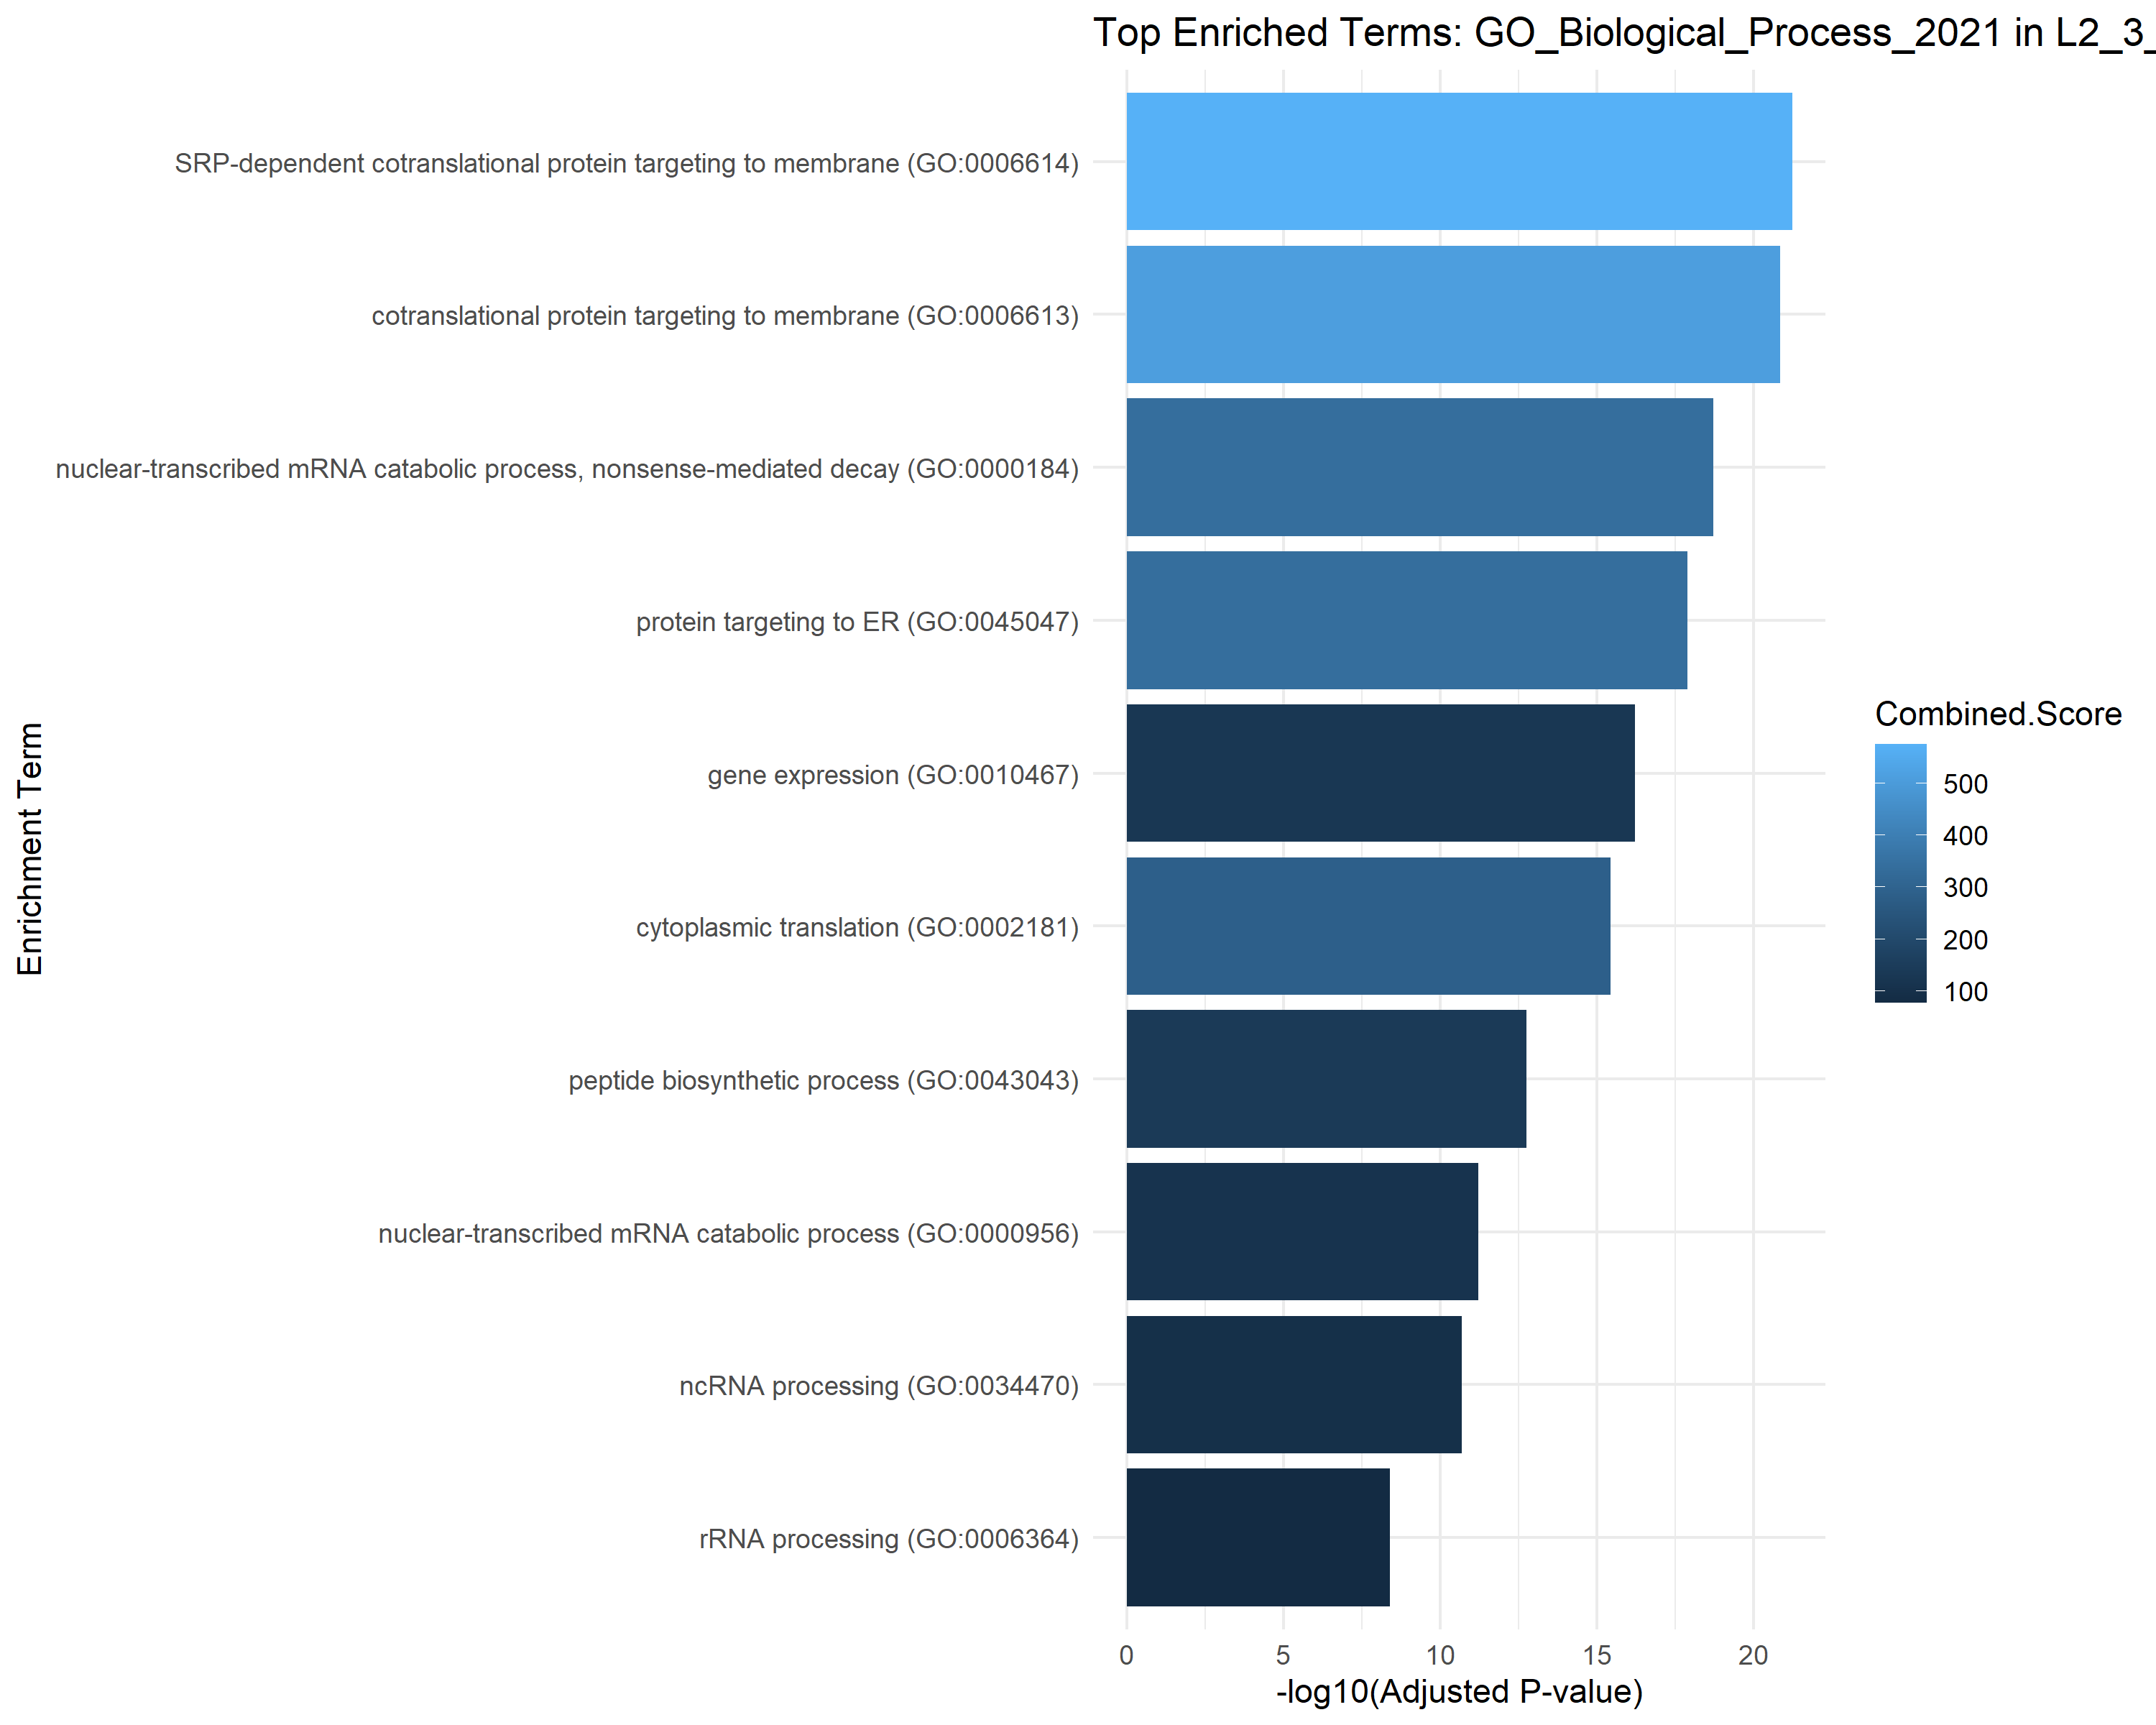 Top Enriched Terms: GO_Biological_Process_2021 in L2_3_
SRP-dependent cotranslational protein targeting to membrane (GO:0006614)
cotranslational protein targeting to membrane (GO:0006613)
nuclear-transcribed mRNA catabolic process, nonsense-mediated decay (GO:0000184)
protein targeting to ER (GO:0045047)
gene expression (GO:0010467)
cytoplasmic translation (GO:0002181)
peptide biosynthetic process (GO:0043043)
nuclear-transcribed mRNA catabolic process (GO:0000956)
ncRNA processing (GO:0034470)
rRNA processing (GO:0006364)
Enrichment Term
0 5 10 15 20
-log10(Adjusted P-value)
Combined.Score
500
400
300
200
100